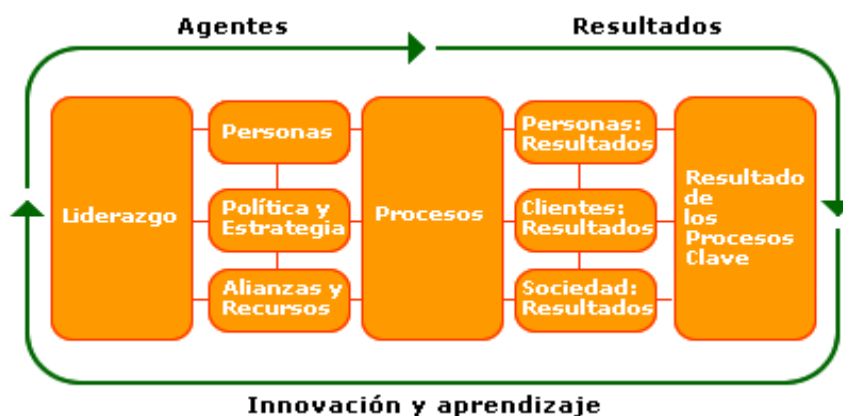 Agentes
Resultados
Liderazgo
Personas
Política y
Estrategia
Alianzas y
Recursos
Procesos
Personas:
Resultados
Clientes:
Resultados
Sociedad:
Resultados
Resultado
de
los
Procesos
Clave
Innovación y aprendizaje